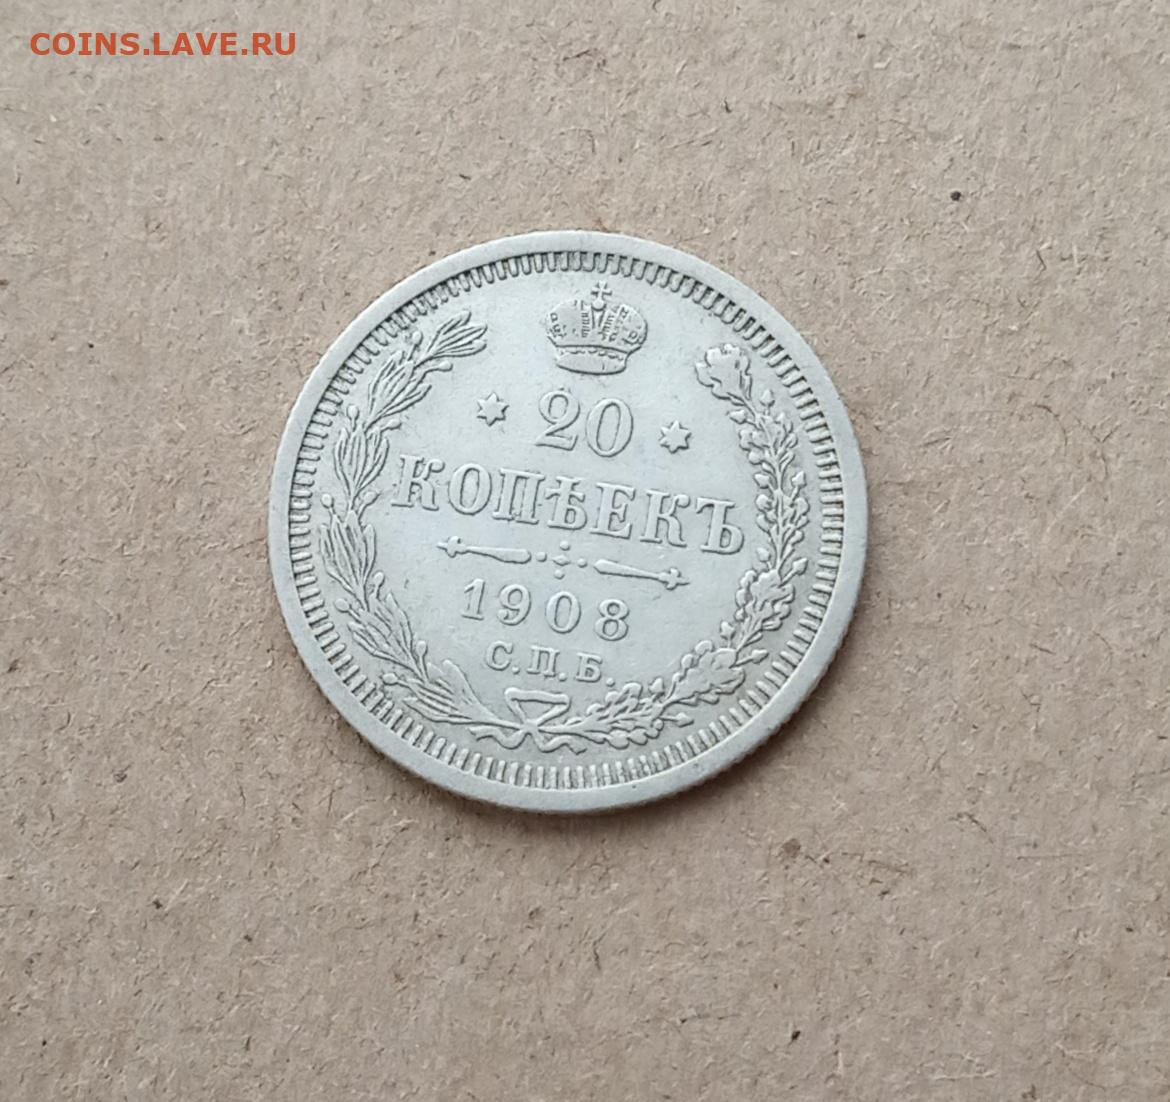 COINS.LAVE.RU
20
КОПѢЕКЪ
1908
С.П.Б.